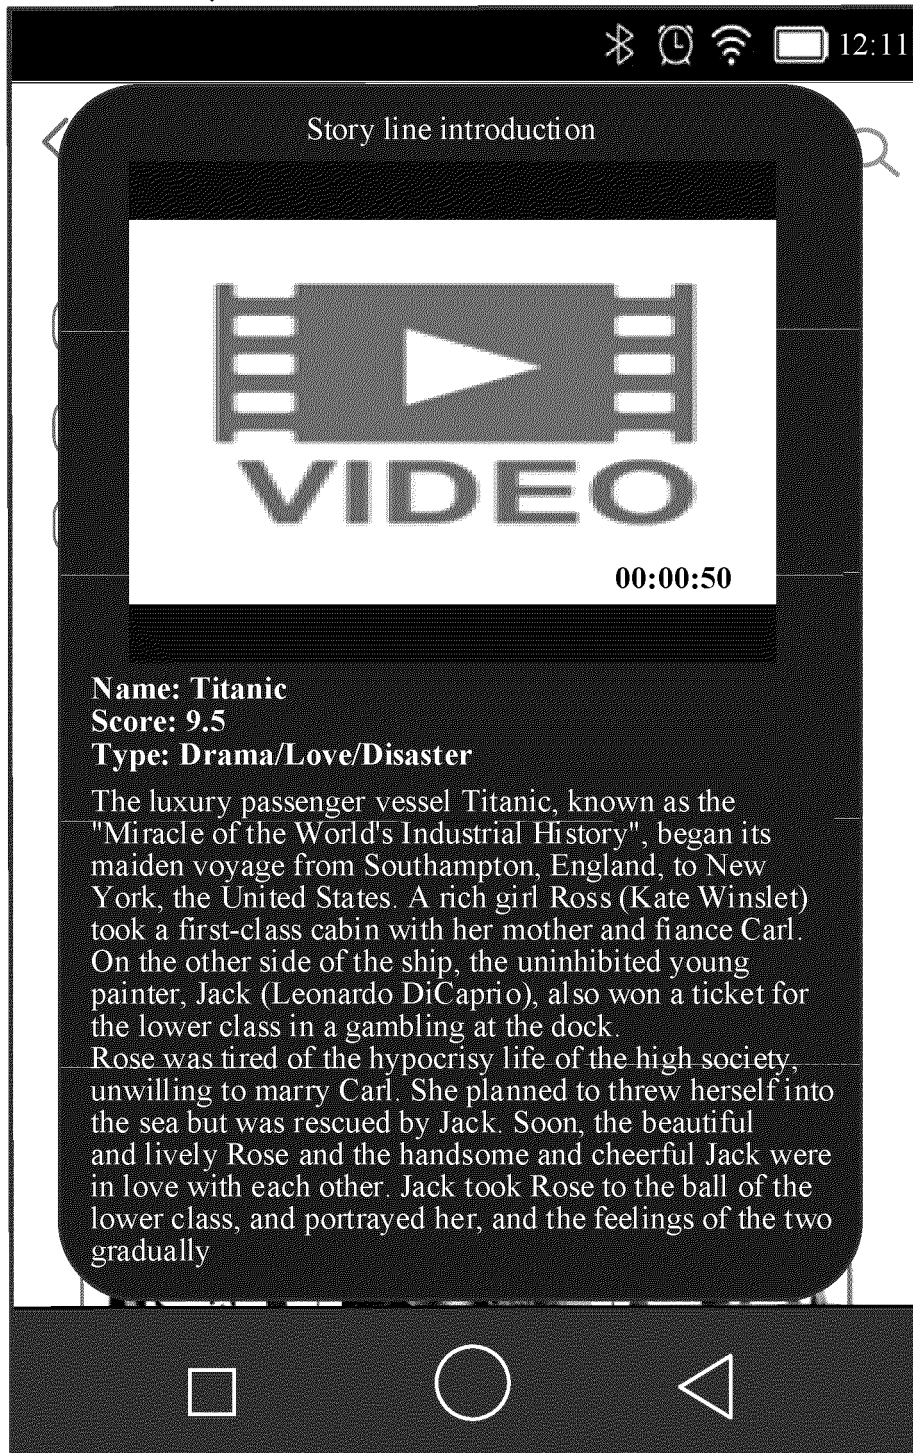 12:11
Story line introduction
VIDEO
00:00:50
Name: Titanic
Score: 9.5
Type: Drama/Love/Disaster
The luxury passenger vessel Titanic, known as the
"Miracle of the World's Industrial History", began its
maiden voyage from Southampton, England, to New
York, the United States. A rich girl Ross (Kate Winslet)
took a first-class cabin with her mother and fiance Carl.
On the other side of the ship, the uninhibited young
painter, Jack (Leonardo DiCaprio), also won a ticket for
the lower class in a gambling at the dock.
Rose was tired of the hypocrisy life of the high society,
unwilling to marry Carl. She planned to threw herself into
the sea but was rescued by Jack. Soon, the beautiful
and lively Rose and the handsome and cheerful Jack were
in love with each other. Jack took Rose to the ball of the
lower class, and portrayed her, and the feelings of the two
gradually